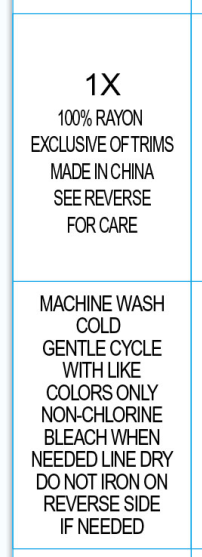 1X
100% RAYON
EXCLUSIVE OF TRIMS
MADE IN CHINA
SEE REVERSE
FOR CARE
MACHINE WASH
COLD
GENTLE CYCLE
WITH LIKE
COLORS ONLY
NON-CHLORINE
BLEACH WHEN
NEEDED LINE DRY
DO NOT IRON ON
REVERSE SIDE
IF NEEDED